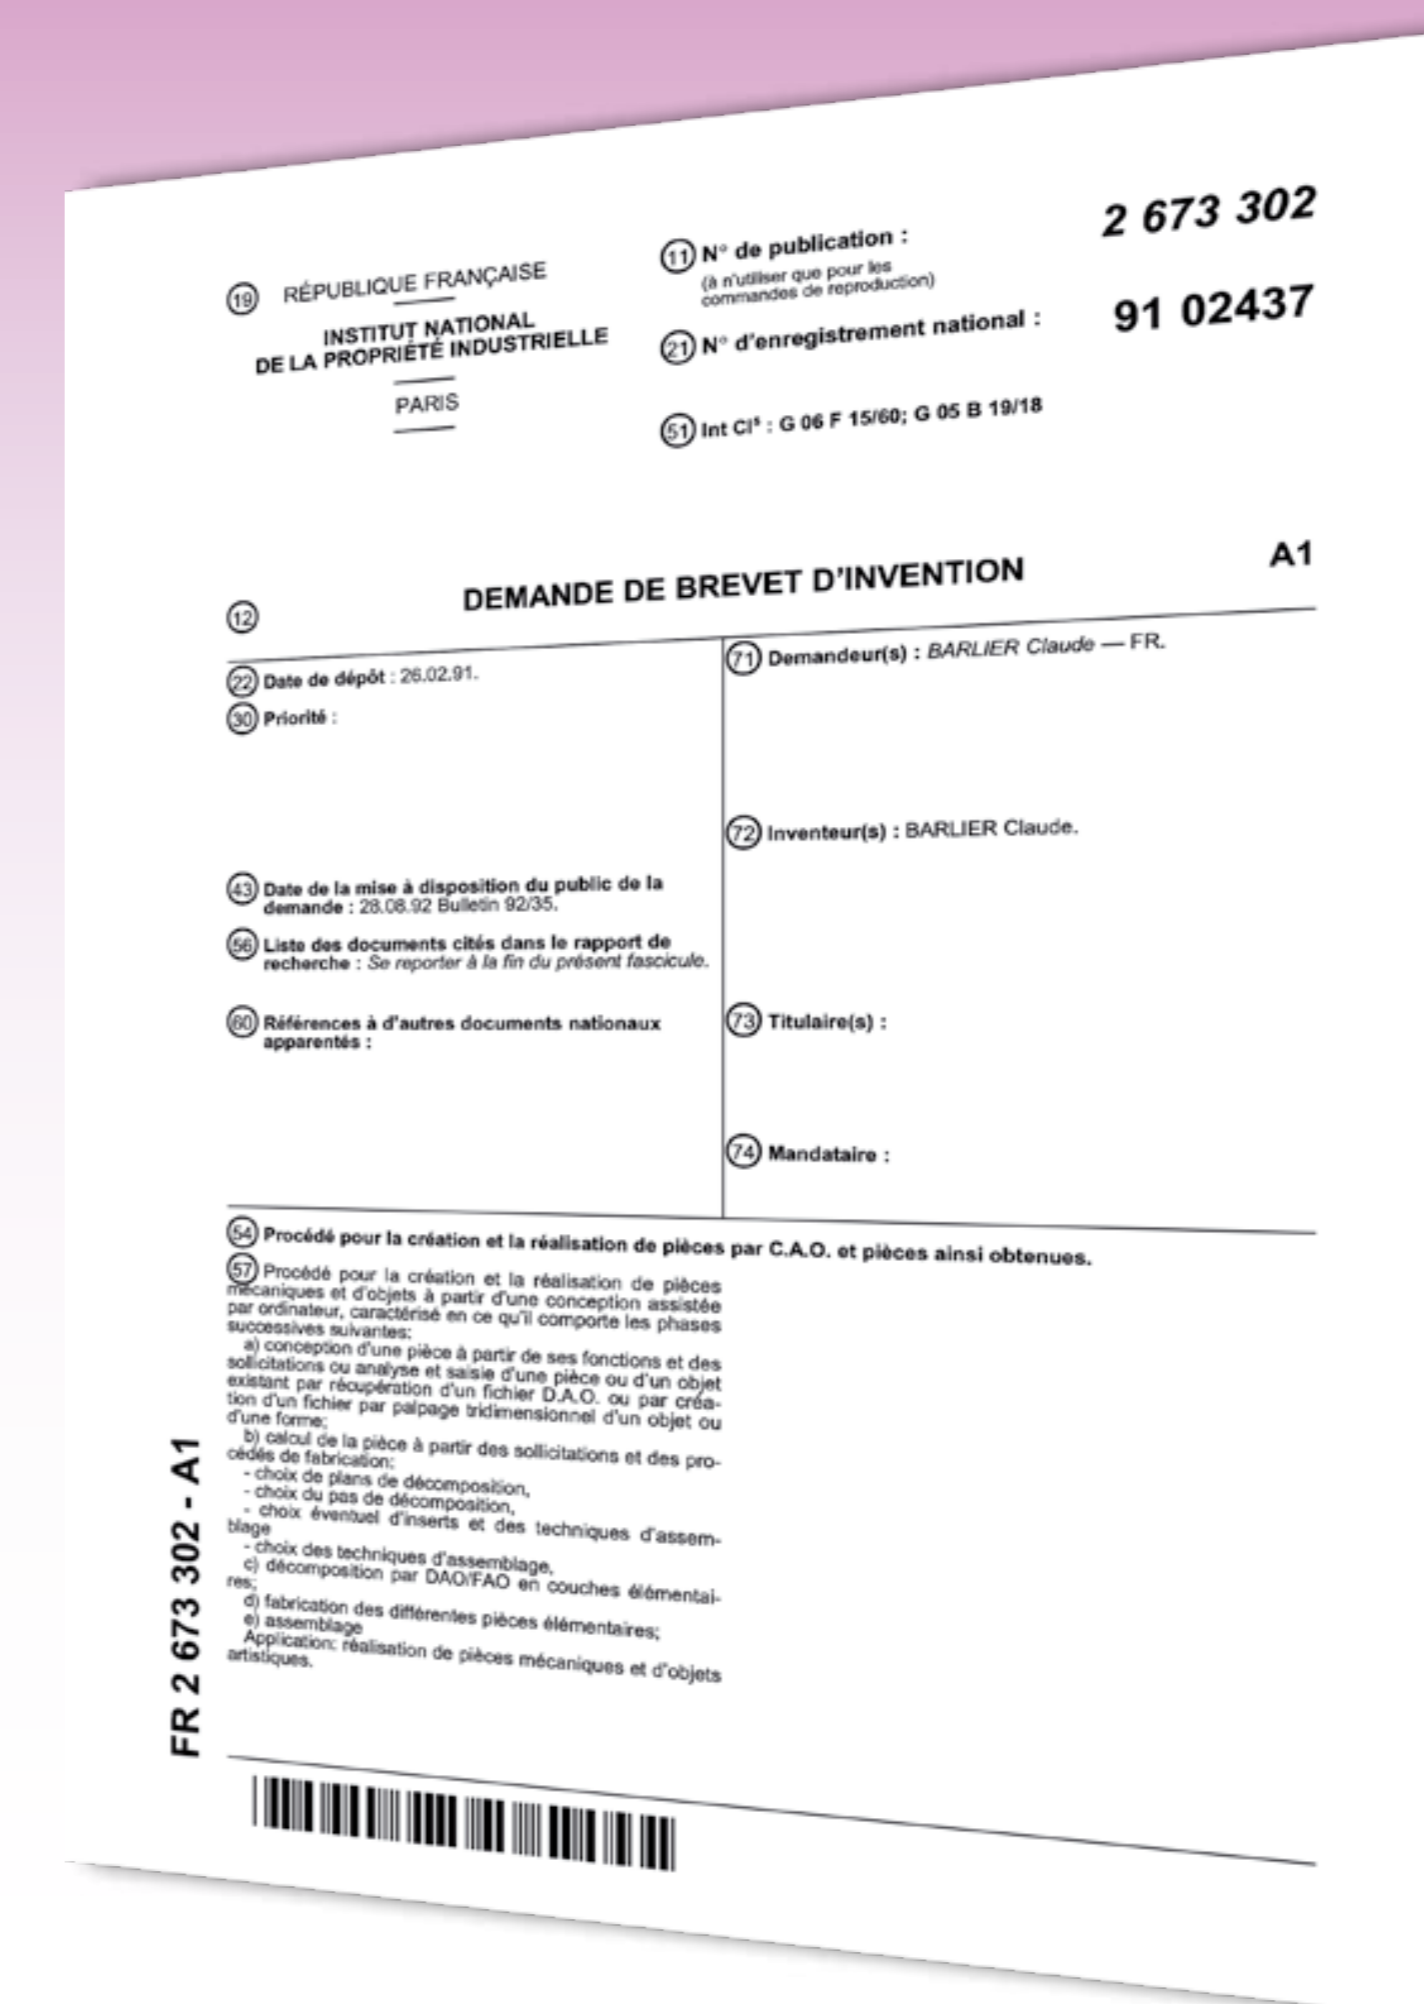 19 RÉPUBLIQUE FRANÇAISE
INSTITUT NATIONAL
DE LA PROPRIÉTÉ INDUSTRIELLE
PARIS
11 N° de publication :
2 673 302
(à n'utiliser que pour les
commandes de reproduction)
21 N° d'enregistrement national :
91 02437
51 Int Cl⁵ : G 06 F 15/60; G 05 B 19/18
12
DEMANDE DE BREVET D'INVENTION
A1
22 Date de dépôt : 26.02.91.
30 Priorité :
43 Date de la mise à disposition du public de la
demande : 28.08.92 Bulletin 92/35.
56 Liste des documents cités dans le rapport de
recherche : Se reporter à la fin du présent fascicule.
60 Références à d'autres documents nationaux
apparentés :
71 Demandeur(s) : BARLIER Claude — FR.
72 Inventeur(s) : BARLIER Claude.
73 Titulaire(s) :
74 Mandataire :
54 Procédé pour la création et la réalisation de pièces par C.A.O. et pièces ainsi obtenues.
57 Procédé pour la création et la réalisation de pièces
mécaniques et d'objets à partir d'une conception assistée
par ordinateur, caractérisé en ce qu'il comporte les phases
successives suivantes:
a) conception d'une pièce à partir de ses fonctions et des
sollicitations ou analyse et saisie d'une pièce ou d'un objet
existant par récupération d'un fichier D.A.O. ou par créa-
tion d'un fichier par palpage tridimensionnel d'un objet ou
d'une forme;
b) calcul de la pièce à partir des sollicitations et des pro-
cédés de fabrication:
- choix de plans de décomposition,
- choix du pas de décomposition,
- choix éventuel d'inserts et des techniques d'assem-
blage
- choix des techniques d'assemblage,
c) décomposition par DAO/FAO en couches élémentai-
res;
d) fabrication des différentes pièces élémentaires;
e) assemblage
Application: réalisation de pièces mécaniques et d'objets
artistiques.
FR 2 673 302 - A1